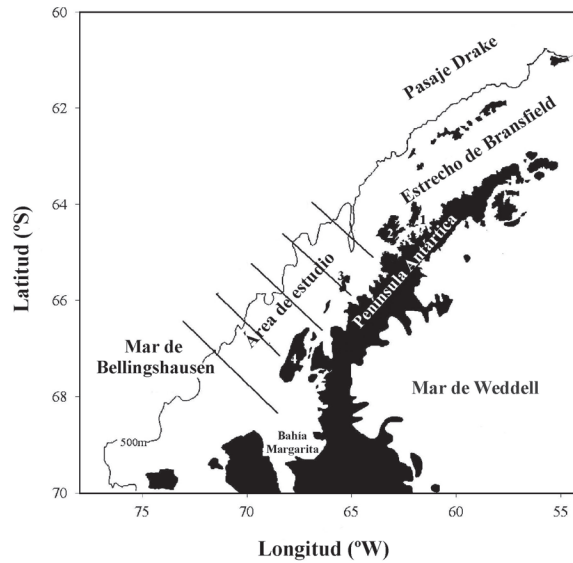 60
62
64
66
68
70
Latitud (ºS)
Pasaje Drake
Estrecho de Bransfield
1
2
Península Antártica
3
Área de estudio
4
Mar de
Bellingshausen
Mar de Weddell
Bahía
Margarita
500m
75
70
65
60
55
Longitud (ºW)